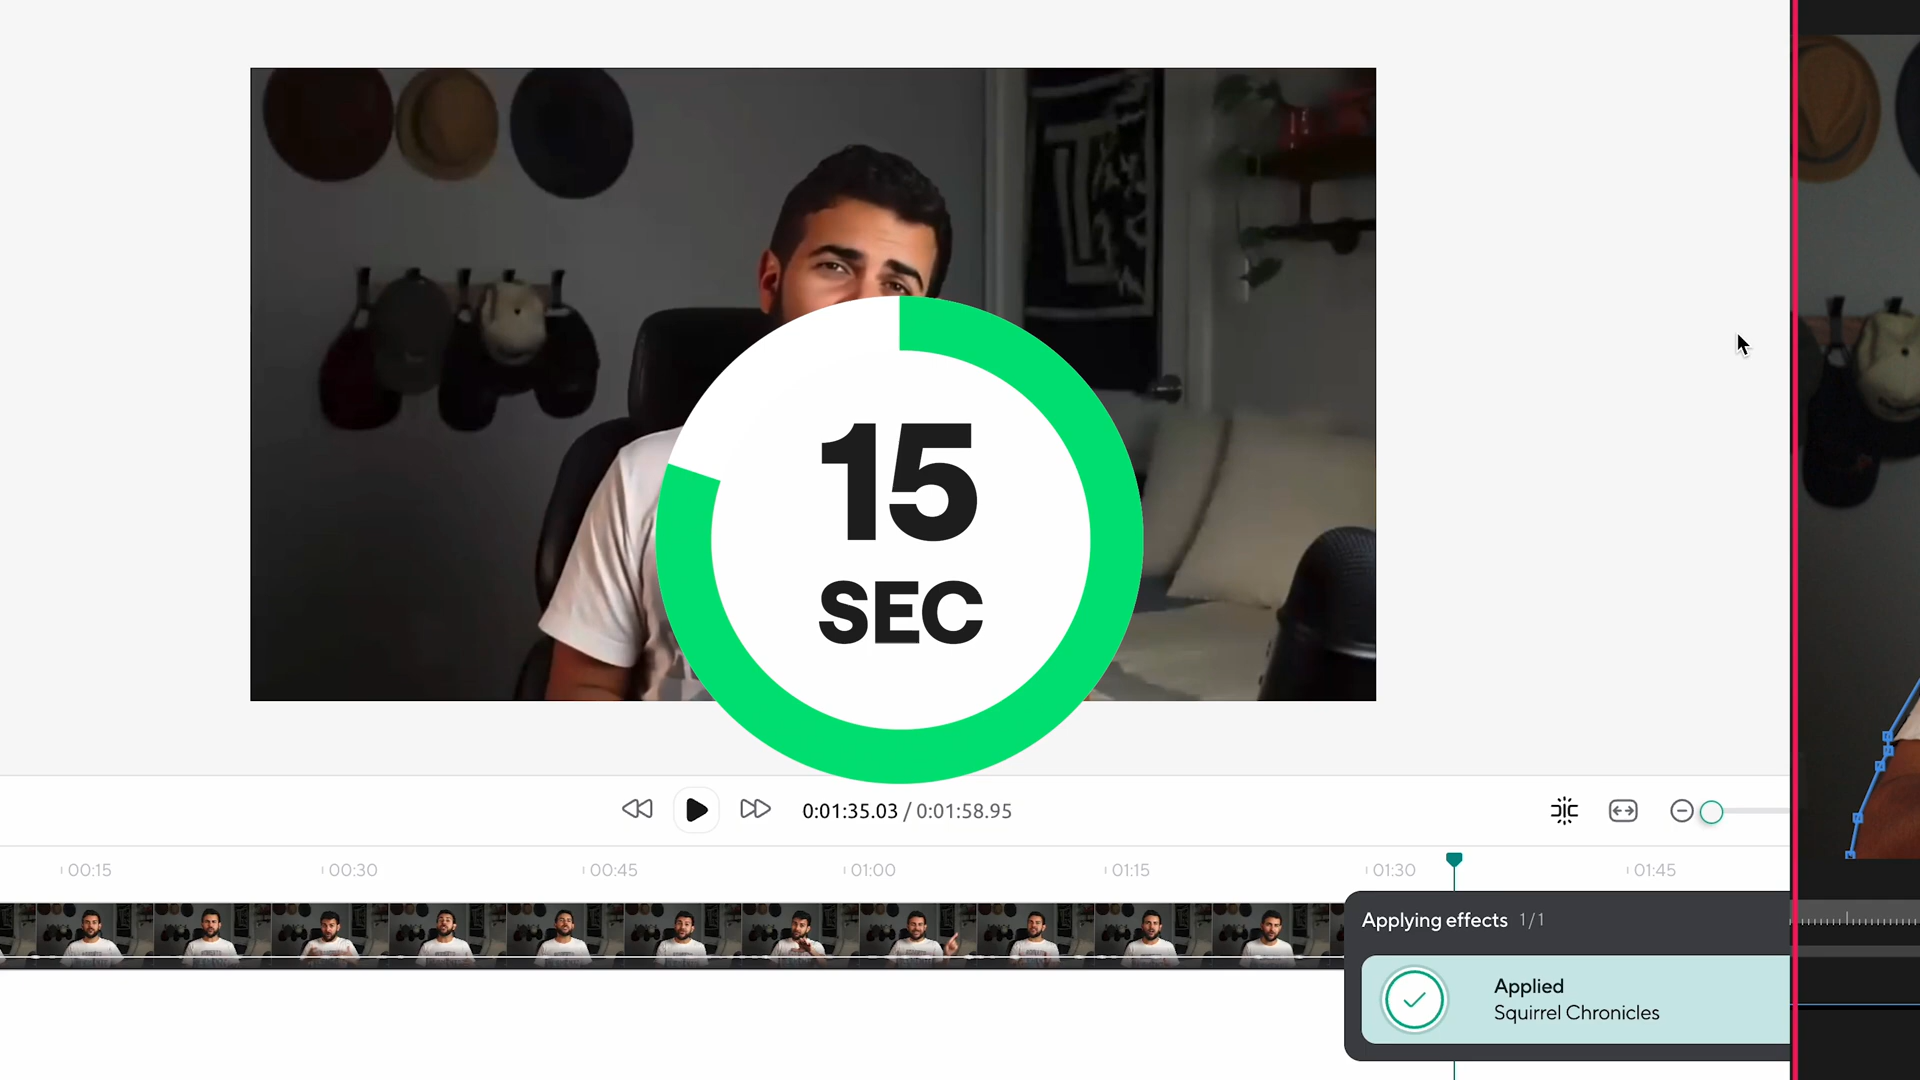 15
SEC
0:01:35.03 / 0:01:58.95
00:15 00:30 00:45 01:00 01:15 01:30 01:45
Applying effects 1/1
Applied
Squirrel Chronicles